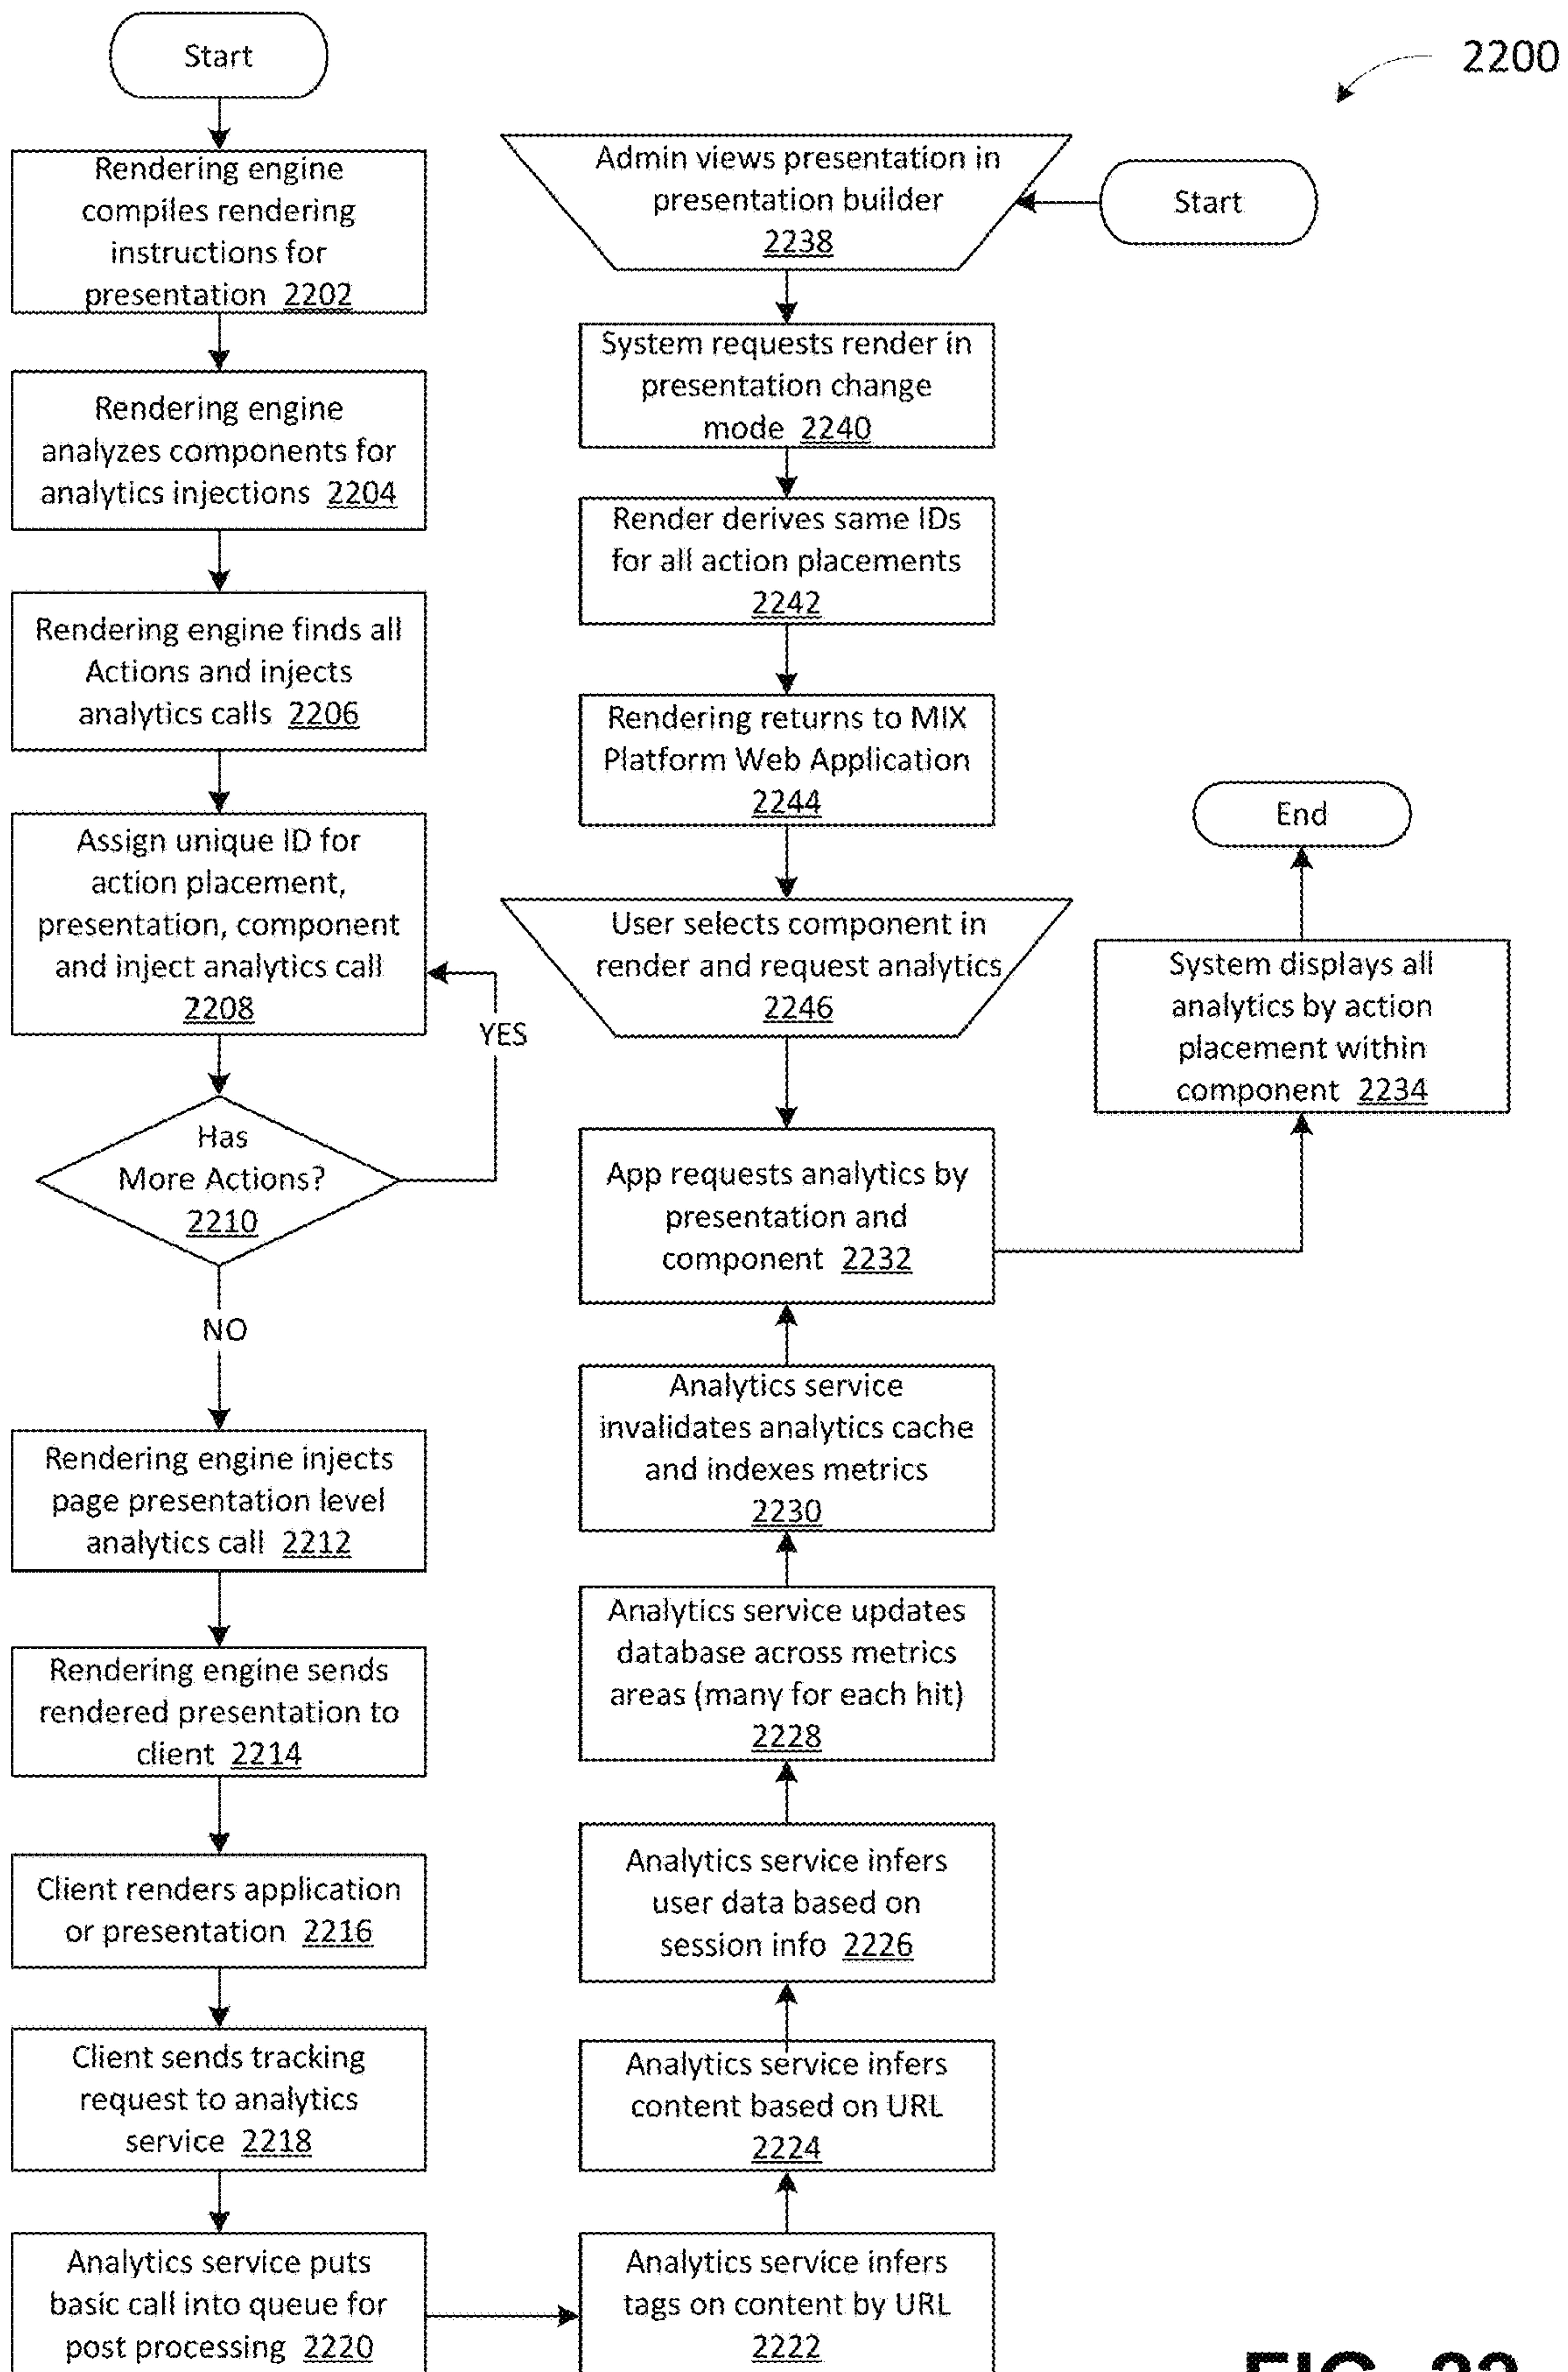 Start
Rendering engine
compiles rendering
instructions for
presentation 2202
Rendering engine
analyzes components for
analytics injections 2204
Rendering engine finds all
Actions and injects
analytics calls 2206
Assign unique ID for
action placement,
presentation, component
and inject analytics call
2208
YES
Has
More Actions?
2210
NO
Rendering engine injects
page presentation level
analytics call 2212
Rendering engine sends
rendered presentation to
client 2214
Client renders application
or presentation 2216
Client sends tracking
request to analytics
service 2218
Analytics service puts
basic call into queue for
post processing 2220
2200
Start
Admin views presentation in
presentation builder
2238
System requests render in
presentation change
mode 2240
Render derives same IDs
for all action placements
2242
Rendering returns to MIX
Platform Web Application
2244
User selects component in
render and request analytics
2246
App requests analytics by
presentation and
component 2232
Analytics service
invalidates analytics cache
and indexes metrics
2230
Analytics service updates
database across metrics
areas (many for each hit)
2228
Analytics service infers
user data based on
session info 2226
Analytics service infers
content based on URL
2224
Analytics service infers
tags on content by URL
2222
End
System displays all
analytics by action
placement within
component 2234